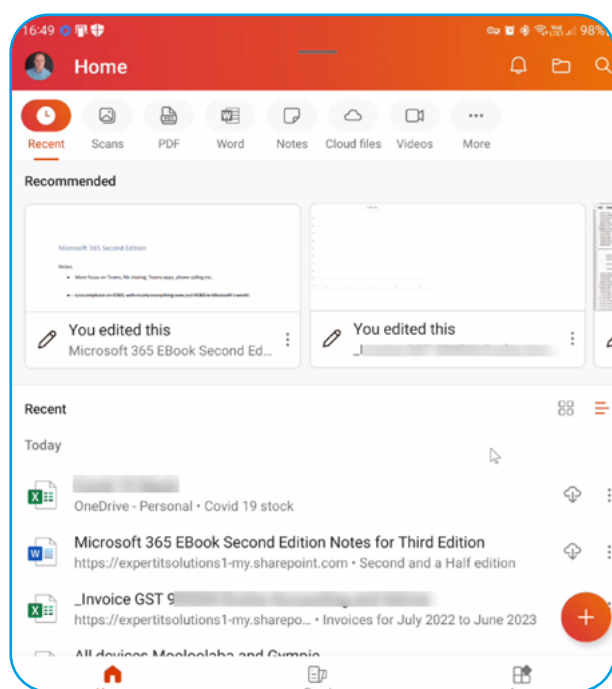 16:49
98%
Home
Recent Scans PDF Word Notes Cloud files Videos More
Recommended
Microsoft 365 Second Edition
Notes:
You edited this
Microsoft 365 EBook Second Ed...
You edited this
Recent
Today
OneDrive - Personal • Covid 19 stock
Microsoft 365 EBook Second Edition Notes for Third Edition
https://expertitsolutions1-my.sharepoint.com • Second and a Half edition
_Invoice GST 9
https://expertitsolutions1-my.sharepo... • Invoices for July 2022 to June 2023
All devices Mooloolaba and Gympie